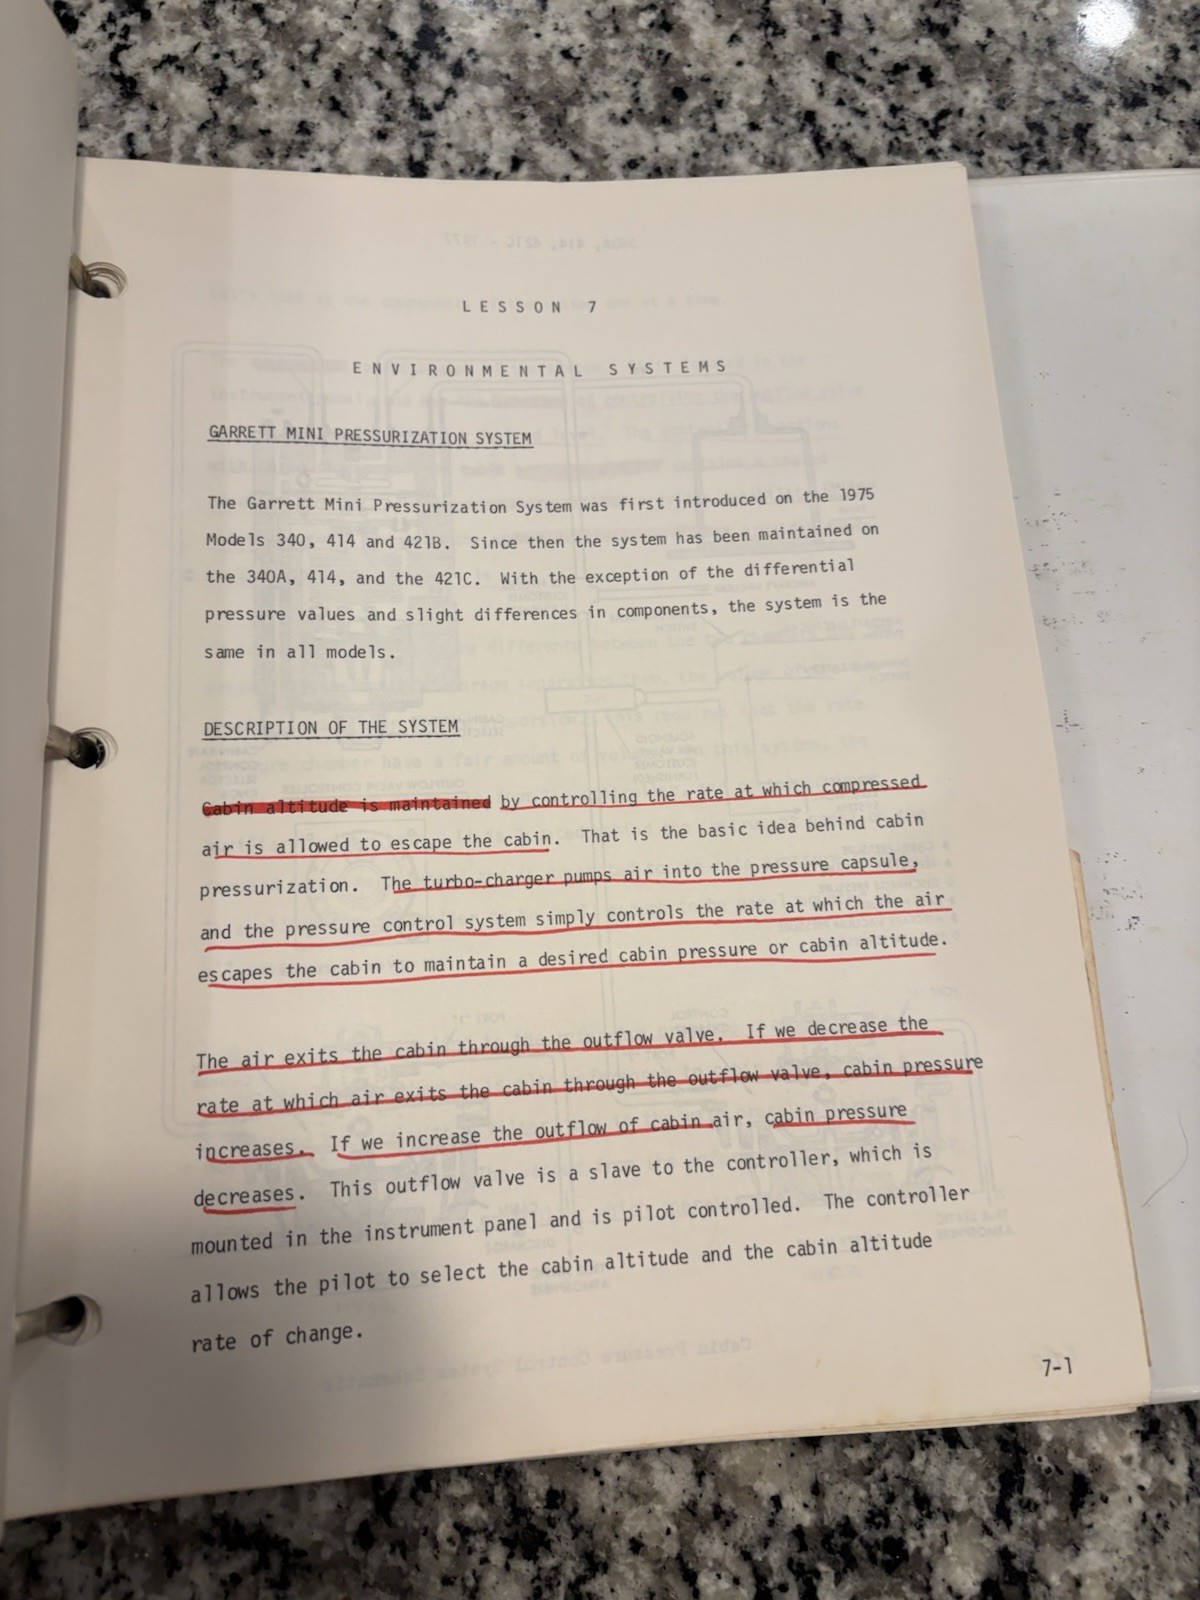 LESSON 7
ENVIRONMENTAL SYSTEMS
GARRETT MINI PRESSURIZATION SYSTEM
The Garrett Mini Pressurization System was first introduced on the 1975
Models 340, 414 and 421B. Since then the system has been maintained on
the 340A, 414, and the 421C. With the exception of the differential
pressure values and slight differences in components, the system is the
same in all models.
DESCRIPTION OF THE SYSTEM
Cabin altitude is maintained by controlling the rate at which compressed
air is allowed to escape the cabin. That is the basic idea behind cabin
pressurization. The turbo-charger pumps air into the pressure capsule,
and the pressure control system simply controls the rate at which the air
escapes the cabin to maintain a desired cabin pressure or cabin altitude.
The air exits the cabin through the outflow valve. If we decrease the
rate at which air exits the cabin through the outflow valve, cabin pressure
increases. If we increase the outflow of cabin air, cabin pressure
decreases. This outflow valve is a slave to the controller, which is
mounted in the instrument panel and is pilot controlled. The controller
allows the pilot to select the cabin altitude and the cabin altitude
rate of change.
7-1